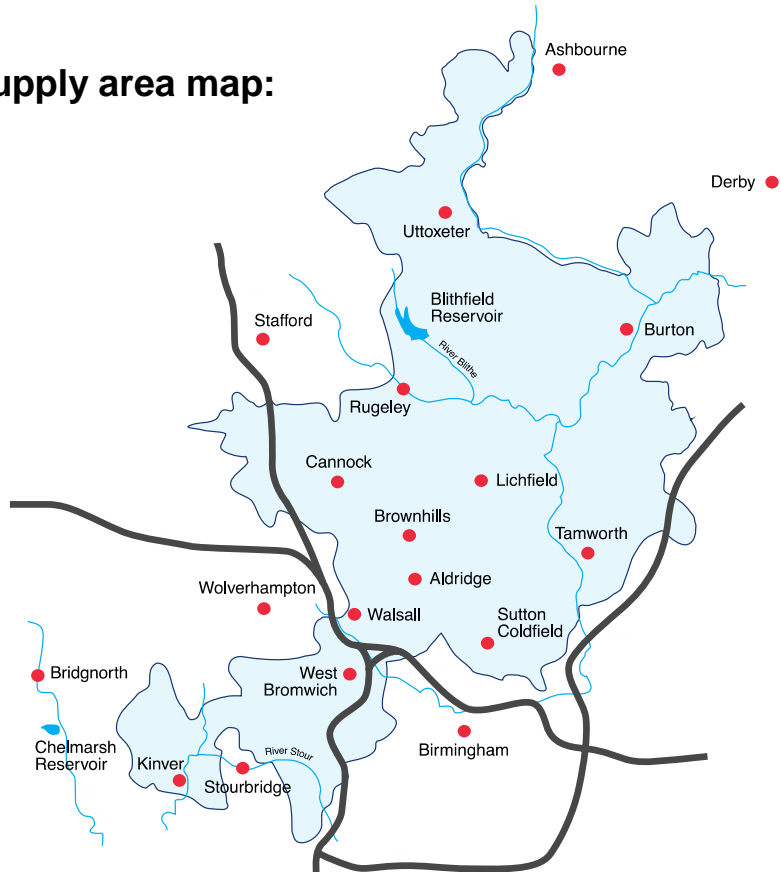 upply area map:
Ashbourne
Derby
Uttoxeter
Blithfield
Reservoir
Stafford
Burton
River Blithe
Rugeley
Cannock
Lichfield
Brownhills
Tamworth
Aldridge
Wolverhampton
Walsall
Sutton
Coldfield
Bridgnorth
West
Bromwich
Chelmarsh
Reservoir
Birmingham
River Stour
Kinver
Stourbridge